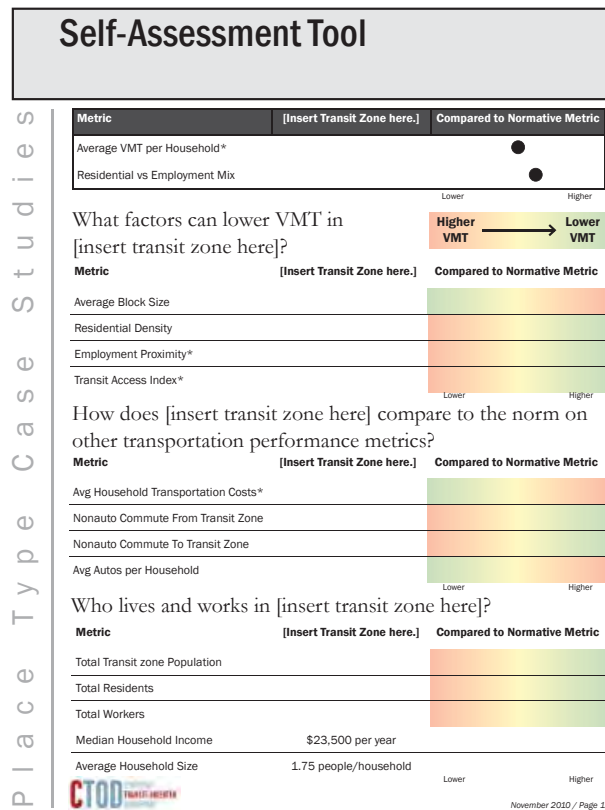 Self-Assessment Tool
Place Type Case Studies
Metric [Insert Transit Zone here.] Compared to Normative Metric
Average VMT per Household*
Residential vs Employment Mix
Lower Higher
What factors can lower VMT in
[insert transit zone here]?
Higher VMT Lower VMT
Metric [Insert Transit Zone here.] Compared to Normative Metric
Average Block Size
Residential Density
Employment Proximity*
Transit Access Index*
Lower Higher
How does [insert transit zone here] compare to the norm on
other transportation performance metrics?
Metric [Insert Transit Zone here.] Compared to Normative Metric
Avg Household Transportation Costs*
Nonauto Commute From Transit Zone
Nonauto Commute To Transit Zone
Avg Autos per Household
Lower Higher
Who lives and works in [insert transit zone here]?
Metric [Insert Transit Zone here.] Compared to Normative Metric
Total Transit zone Population
Total Residents
Total Workers
Median Household Income $23,500 per year
Average Household Size 1.75 people/household
Lower Higher
CTOD
November 2010 / Page 1